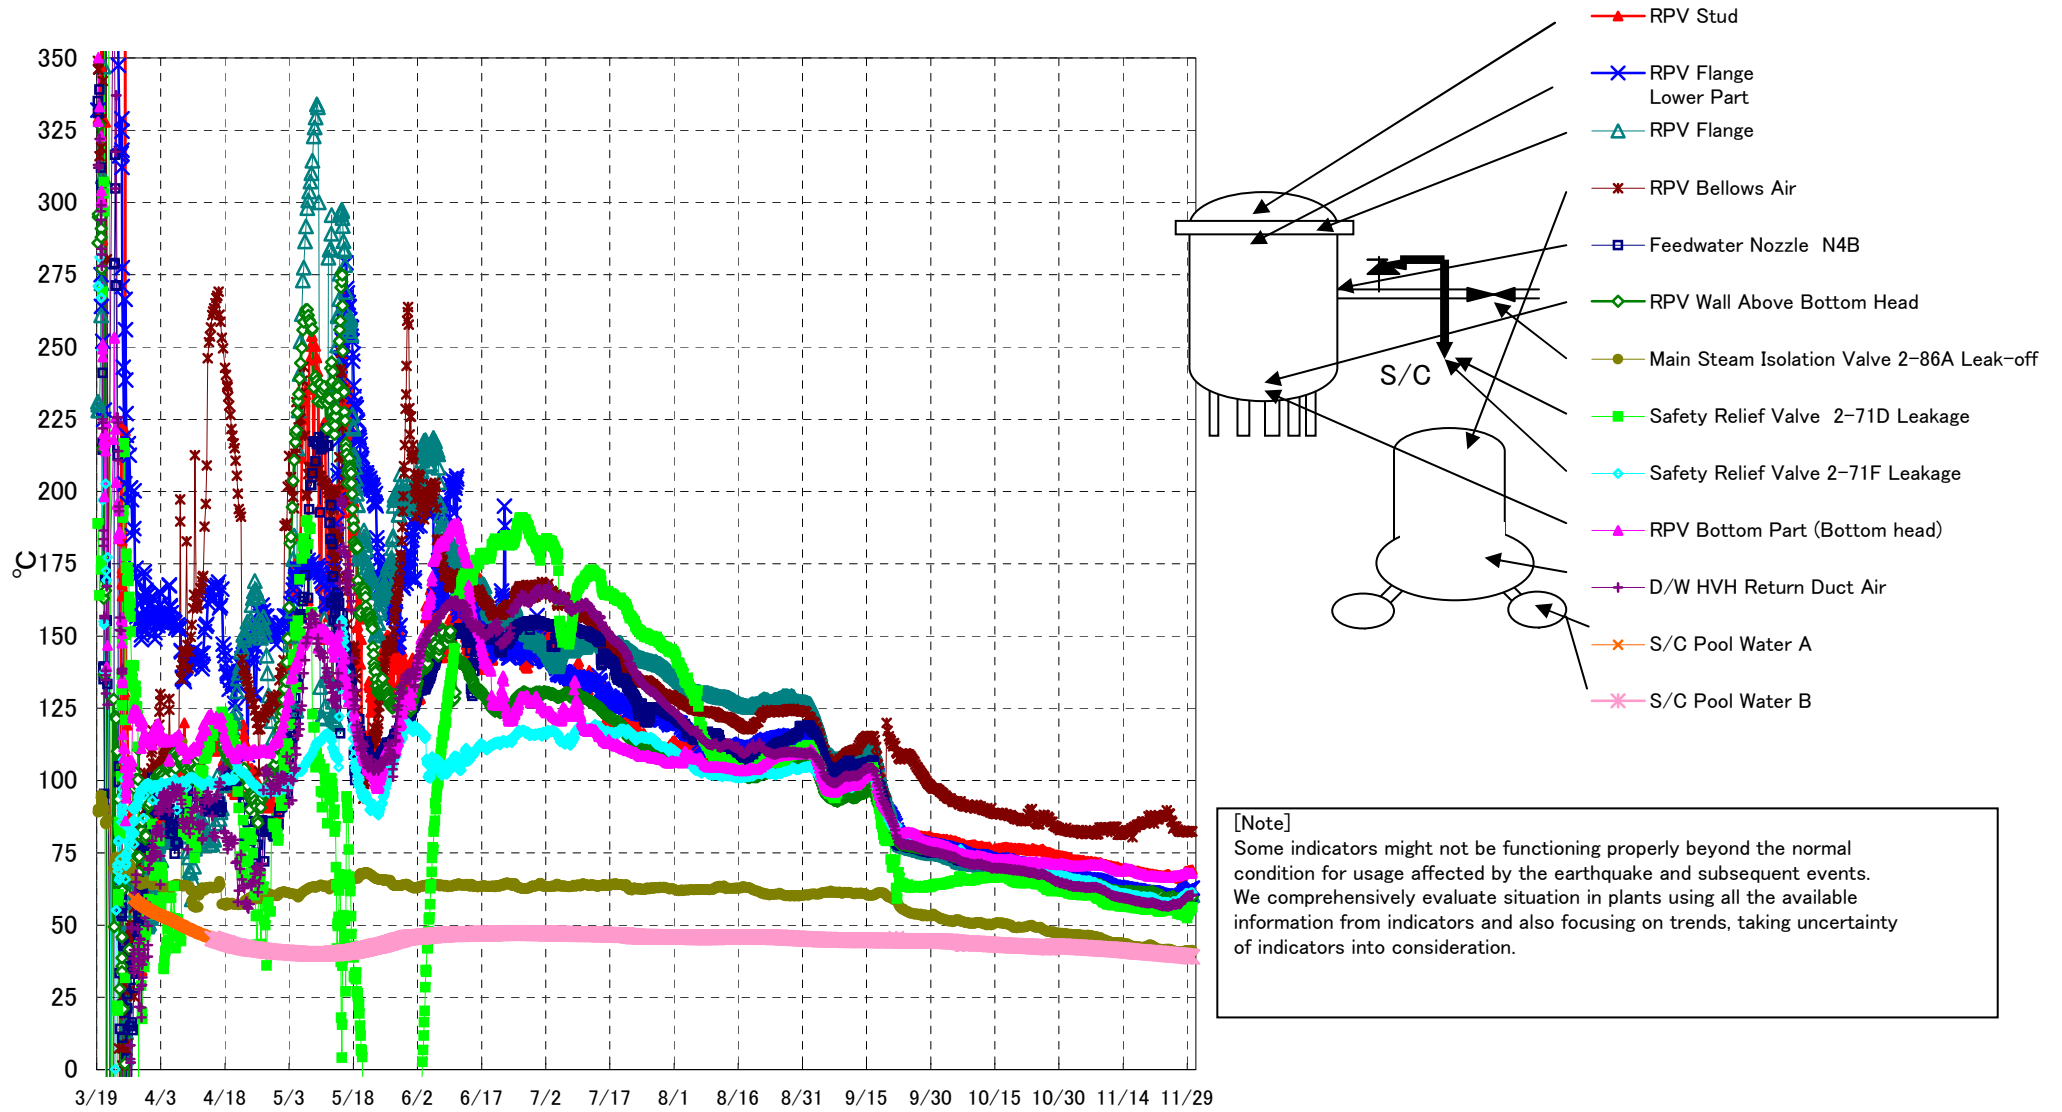 ℃
350
325
300
275
250
225
200
175
150
125
100
75
50
25
0
3/19 4/3 4/18 5/3 5/18 6/2 6/17 7/2 7/17 8/1 8/16 8/31 9/15 9/30 10/15 10/30 11/14 11/29
RPV Stud
RPV Flange
Lower Part
RPV Flange
RPV Bellows Air
Feedwater Nozzle N4B
RPV Wall Above Bottom Head
Main Steam Isolation Valve 2-86A Leak-off
Safety Relief Valve 2-71D Leakage
Safety Relief Valve 2-71F Leakage
RPV Bottom Part (Bottom head)
D/W HVH Return Duct Air
S/C Pool Water A
S/C Pool Water B
S/C
[Note]
Some indicators might not be functioning properly beyond the normal
condition for usage affected by the earthquake and subsequent events.
We comprehensively evaluate situation in plants using all the available
information from indicators and also focusing on trends, taking uncertainty
of indicators into consideration.